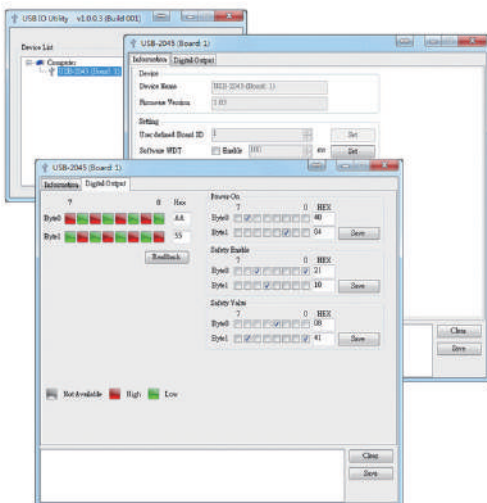 USB IO Utility v1.0.0.3 (Build 001)
Device List
Computer
USB-2045 (Board: 1)
USB-2045 (Board: 1)
Information Digital Output
Device
Device Name USB-2045 (Board: 1)
Firmware Version 1.03
Setting
User defined Board ID 1 Set
Software WDT Enable 100 ms Set
Clear
Save
USB-2045 (Board: 1)
Information Digital Output
7 0 Hex
Byte0 AA
Byte1 55
Readback
Power On
7 0 HEX
Byte0 40
Byte1 04 Save
Safety Enable
7 0 HEX
Byte0 21
Byte1 10 Save
Safety Value
7 0 HEX
Byte0 08
Byte1 41 Save
Not Available High Low
Clear
Save